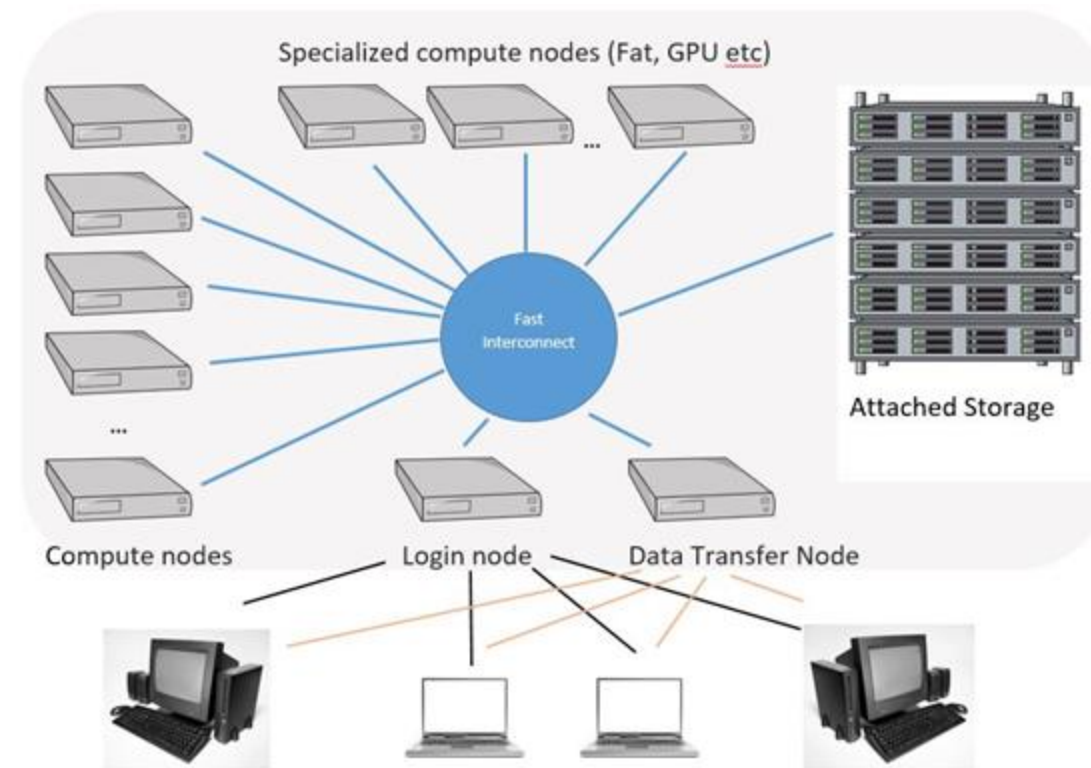 Specialized compute nodes (Fat, GPU etc)
...
Fast
Interconnect
Attached Storage
...
Compute nodes
Login node
Data Transfer Node